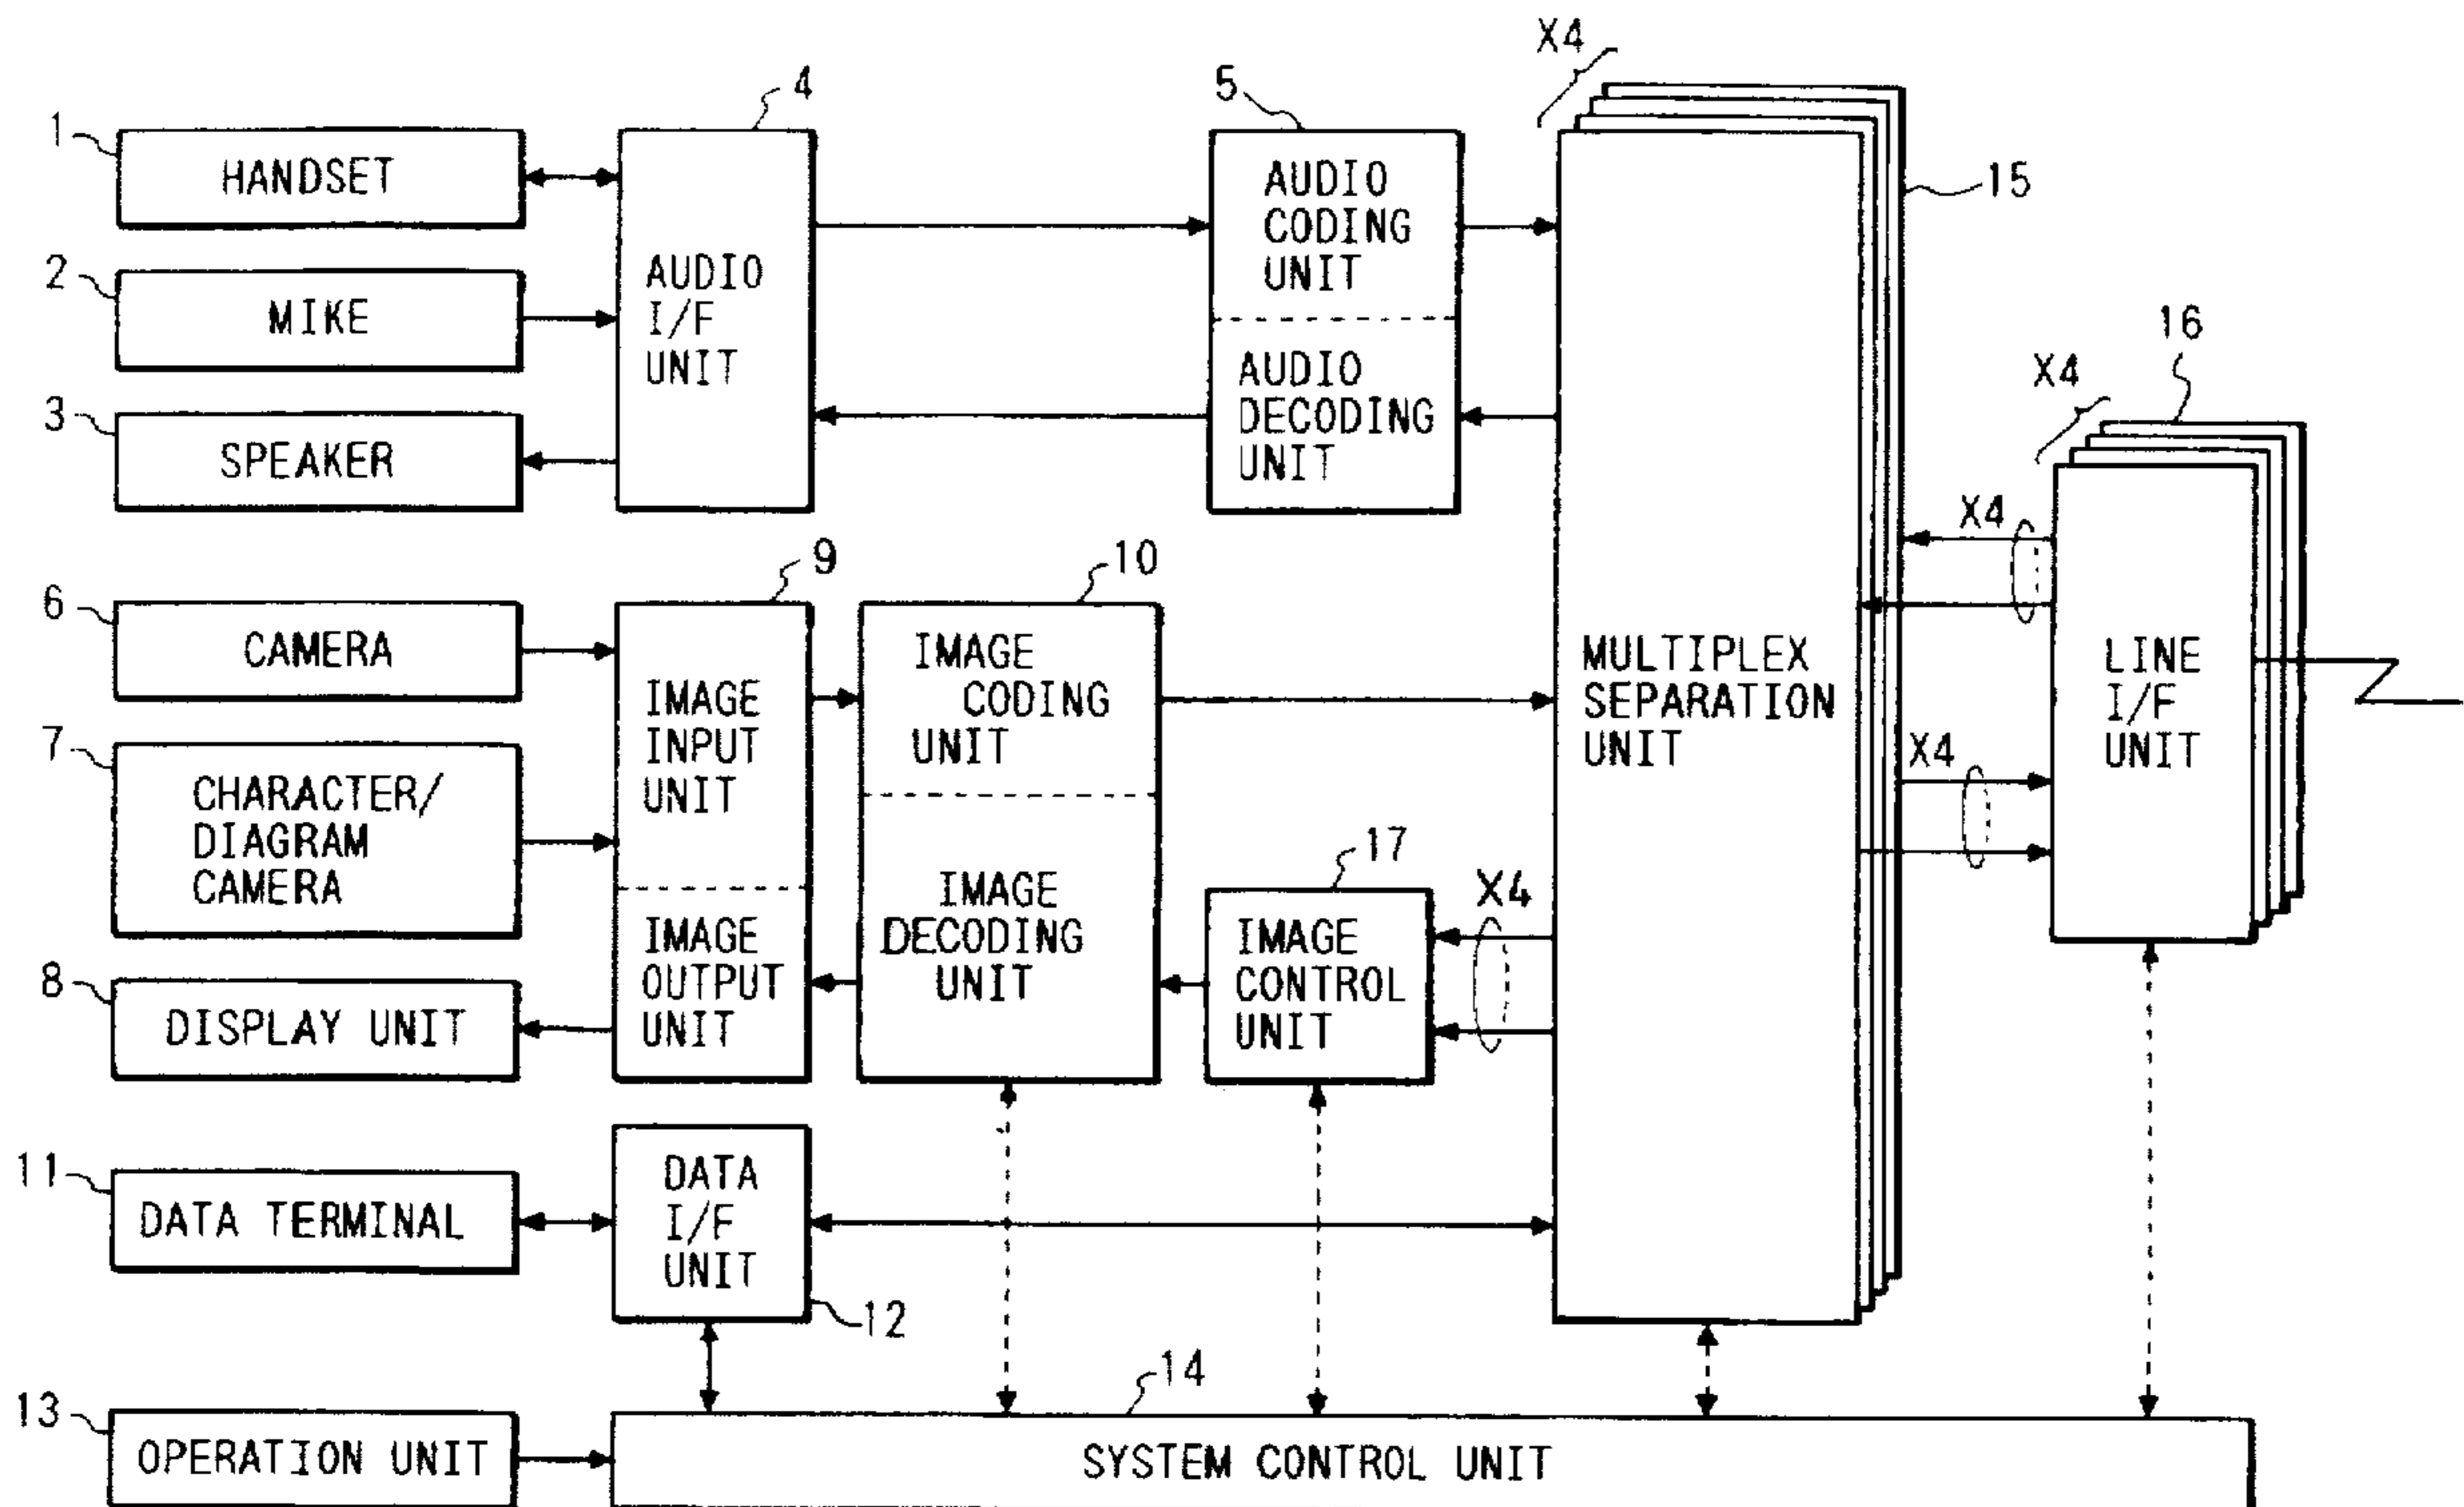 X4
4
5
1
HANDSET
AUDIO
CODING
UNIT
15
2
MIKE
AUDIO
I/F
UNIT
16
X4
3
SPEAKER
AUDIO
DECODING
UNIT
X4
9
10
6
CAMERA
IMAGE
CODING
UNIT
MULTIPLEX
SEPARATION
UNIT
LINE
I/F
UNIT
IMAGE
INPUT
UNIT
7
CHARACTER/
DIAGRAM
CAMERA
X4
17
X4
IMAGE
DECODING
UNIT
IMAGE
OUTPUT
UNIT
IMAGE
CONTROL
UNIT
8
DISPLAY UNIT
11
DATA TERMINAL
DATA
I/F
UNIT
12
14
13
OPERATION UNIT
SYSTEM CONTROL UNIT